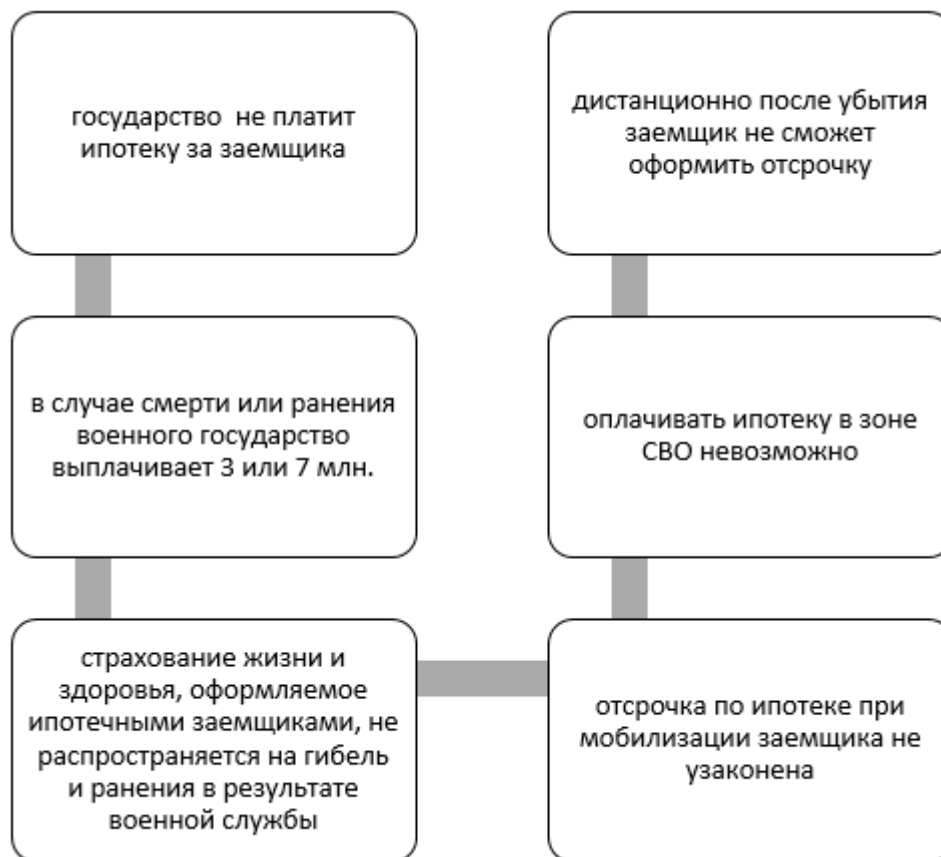 государство не платит
ипотеку за заемщика
в случае смерти или ранения
военного государство
выплачивает 3 или 7 млн.
страхование жизни и
здоровья, оформляемое
ипотечными заемщиками, не
распространяется на гибель
и ранения в результате
военной службы
отсрочка по ипотеке при
мобилизации заемщика не
узаконена
оплачивать ипотеку в зоне
СВО невозможно
дистанционно после убытия
заемщик не сможет
оформить отсрочку